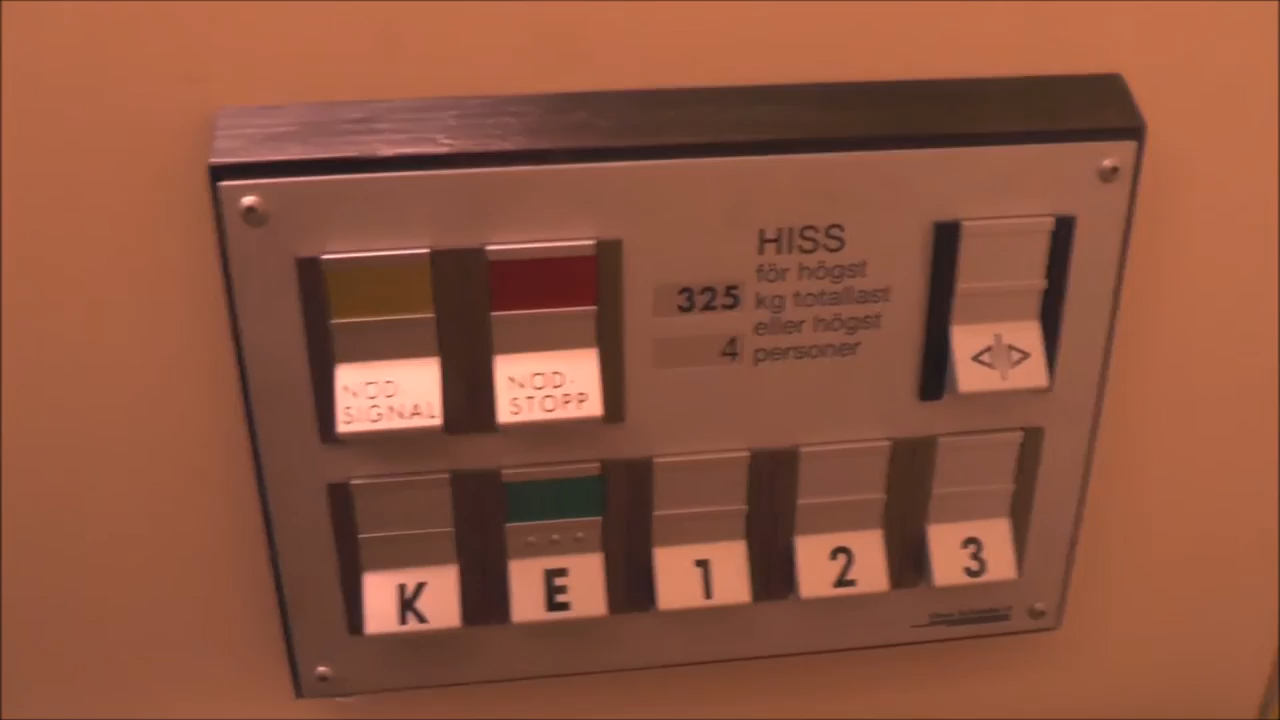 HISS
för högst
325 kg totallast
eller högst
4 personer
NÖD
SIGNAL
NÖD-
STOPP
K
E
1
2
3